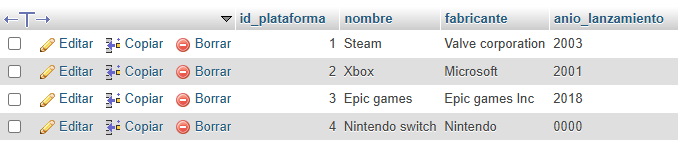 id_plataforma nombre fabricante anio_lanzamiento
Editar Copiar Borrar 1 Steam Valve corporation 2003
Editar Copiar Borrar 2 Xbox Microsoft 2001
Editar Copiar Borrar 3 Epic games Epic games Inc 2018
Editar Copiar Borrar 4 Nintendo switch Nintendo 0000